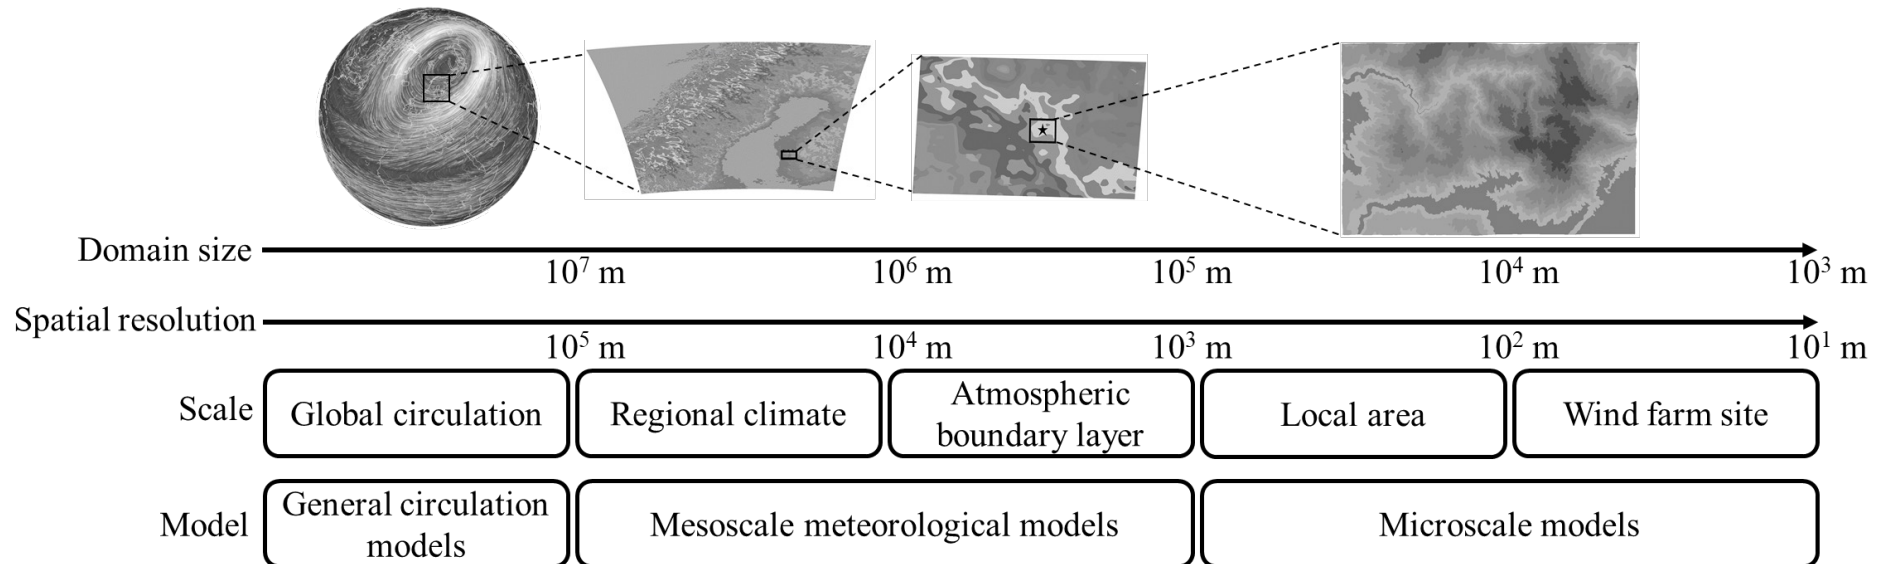 Domain size
10⁷ m 10⁶ m 10⁵ m 10⁴ m 10³ m
Spatial resolution
10⁵ m 10⁴ m 10³ m 10² m 10¹ m
Scale
Global circulation
Regional climate
Atmospheric
boundary layer
Local area
Wind farm site
Model
General circulation
models
Mesoscale meteorological models
Microscale models